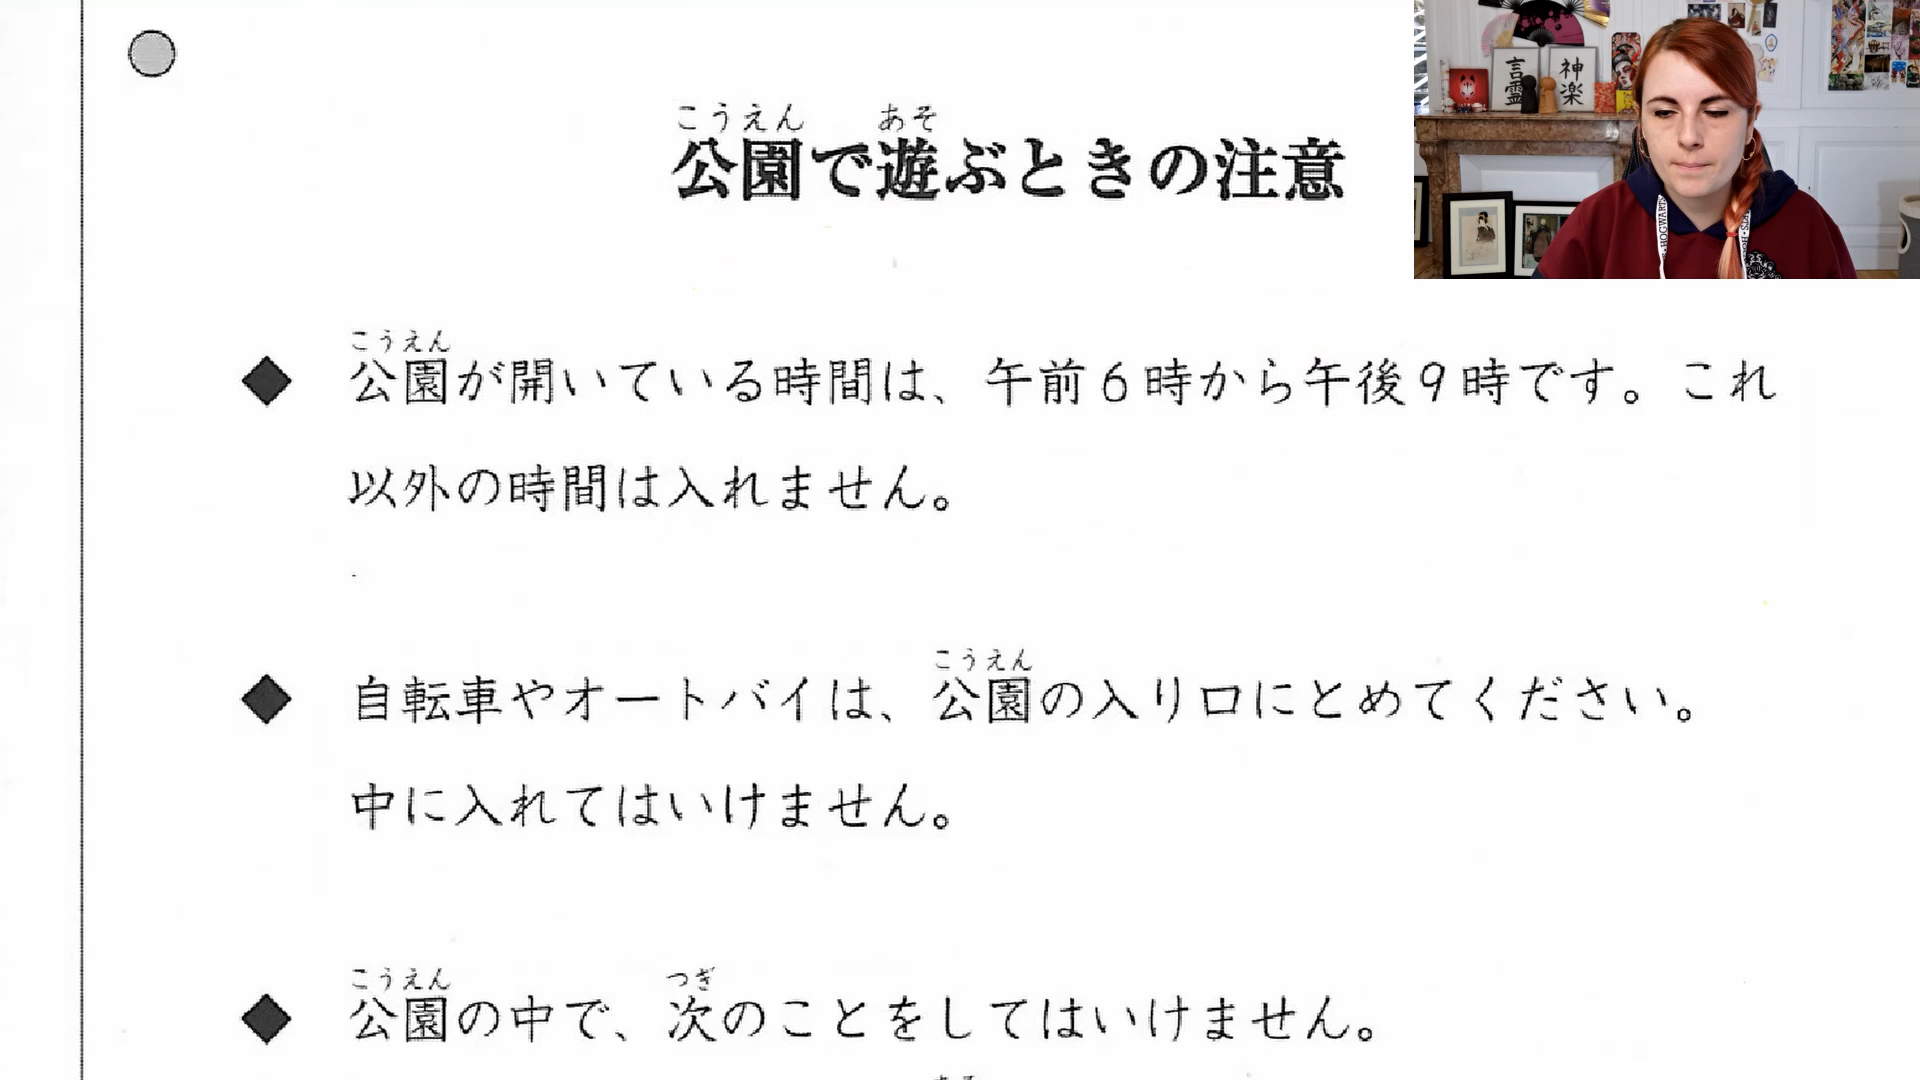 こうえん あそ
公園で遊ぶときの注意
こうえん
公園が開いている時間は、午前6時から午後9時です。これ
以外の時間は入れません。
こうえん
自転車やオートバイは、公園の入り口にとめてください。
中に入れてはいけません。
こうえん つぎ
公園の中で、次のことをしてはいけません。
言霊
神楽
HOGWARTS